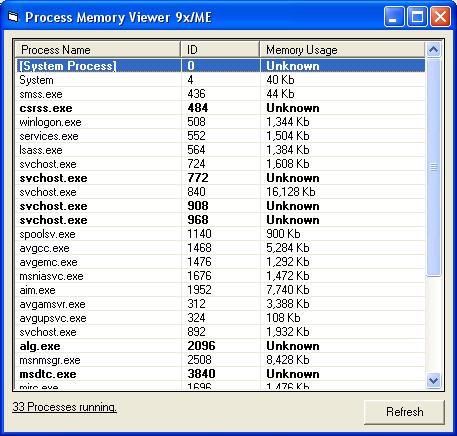 Process Memory Viewer 9x/ME
Process Name ID Memory Usage
[System Process] 0 Unknown
System 4 40 Kb
smss.exe 436 44 Kb
csrss.exe 484 Unknown
winlogon.exe 508 1,344 Kb
services.exe 552 1,504 Kb
lsass.exe 564 1,384 Kb
svchost.exe 724 1,608 Kb
svchost.exe 772 Unknown
svchost.exe 840 16,128 Kb
svchost.exe 908 Unknown
svchost.exe 968 Unknown
spoolsv.exe 1140 900 Kb
avgcc.exe 1468 5,284 Kb
avgemc.exe 1476 1,292 Kb
msniasvc.exe 1676 1,472 Kb
aim.exe 1952 7,740 Kb
avgamsvr.exe 312 3,388 Kb
avgupsvc.exe 324 108 Kb
svchost.exe 892 1,932 Kb
alg.exe 2096 Unknown
msnmsgr.exe 2508 8,428 Kb
msdtc.exe 3840 Unknown
mirc.exe 1696 1,476 Kb
33 Processes running.
Refresh